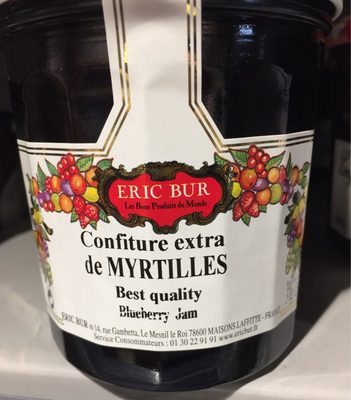 ERIC BUR
Les Bons Produits du Monde
Confiture extra
de MYRTILLES
Best quality
Blueberry Jam
ERIC BUR ® 14, rue Gambetta, Le Mesnil le Roi 78600 MAISONS LAFFITTE - FRANCE
Service Consommateurs : 01 30 22 91 91 www.ericbur.fr